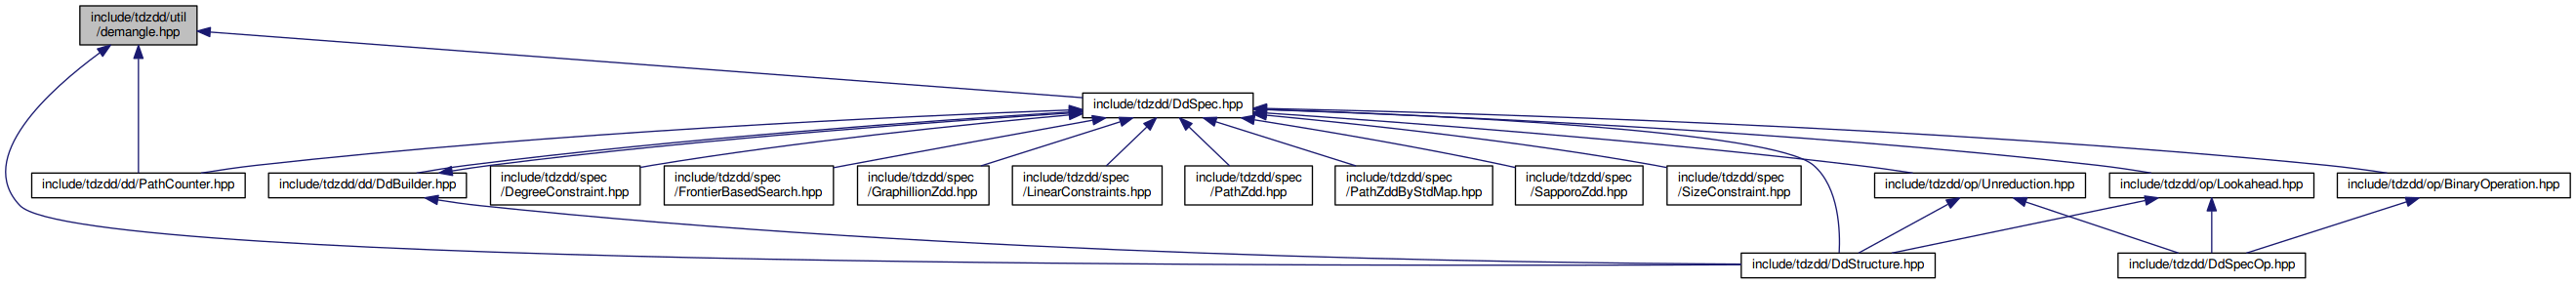 include/tdzdd/util
/demangle.hpp
include/tdzdd/DdSpec.hpp
include/tdzdd/dd/PathCounter.hpp
include/tdzdd/dd/DdBuilder.hpp
include/tdzdd/spec
/DegreeConstraint.hpp
include/tdzdd/spec
/FrontierBasedSearch.hpp
include/tdzdd/spec
/GraphillionZdd.hpp
include/tdzdd/spec
/LinearConstraints.hpp
include/tdzdd/spec
/PathZdd.hpp
include/tdzdd/spec
/PathZddByStdMap.hpp
include/tdzdd/spec
/SapporoZdd.hpp
include/tdzdd/spec
/SizeConstraint.hpp
include/tdzdd/op/Unreduction.hpp
include/tdzdd/op/Lookahead.hpp
include/tdzdd/op/BinaryOperation.hpp
include/tdzdd/DdStructure.hpp
include/tdzdd/DdSpecOp.hpp